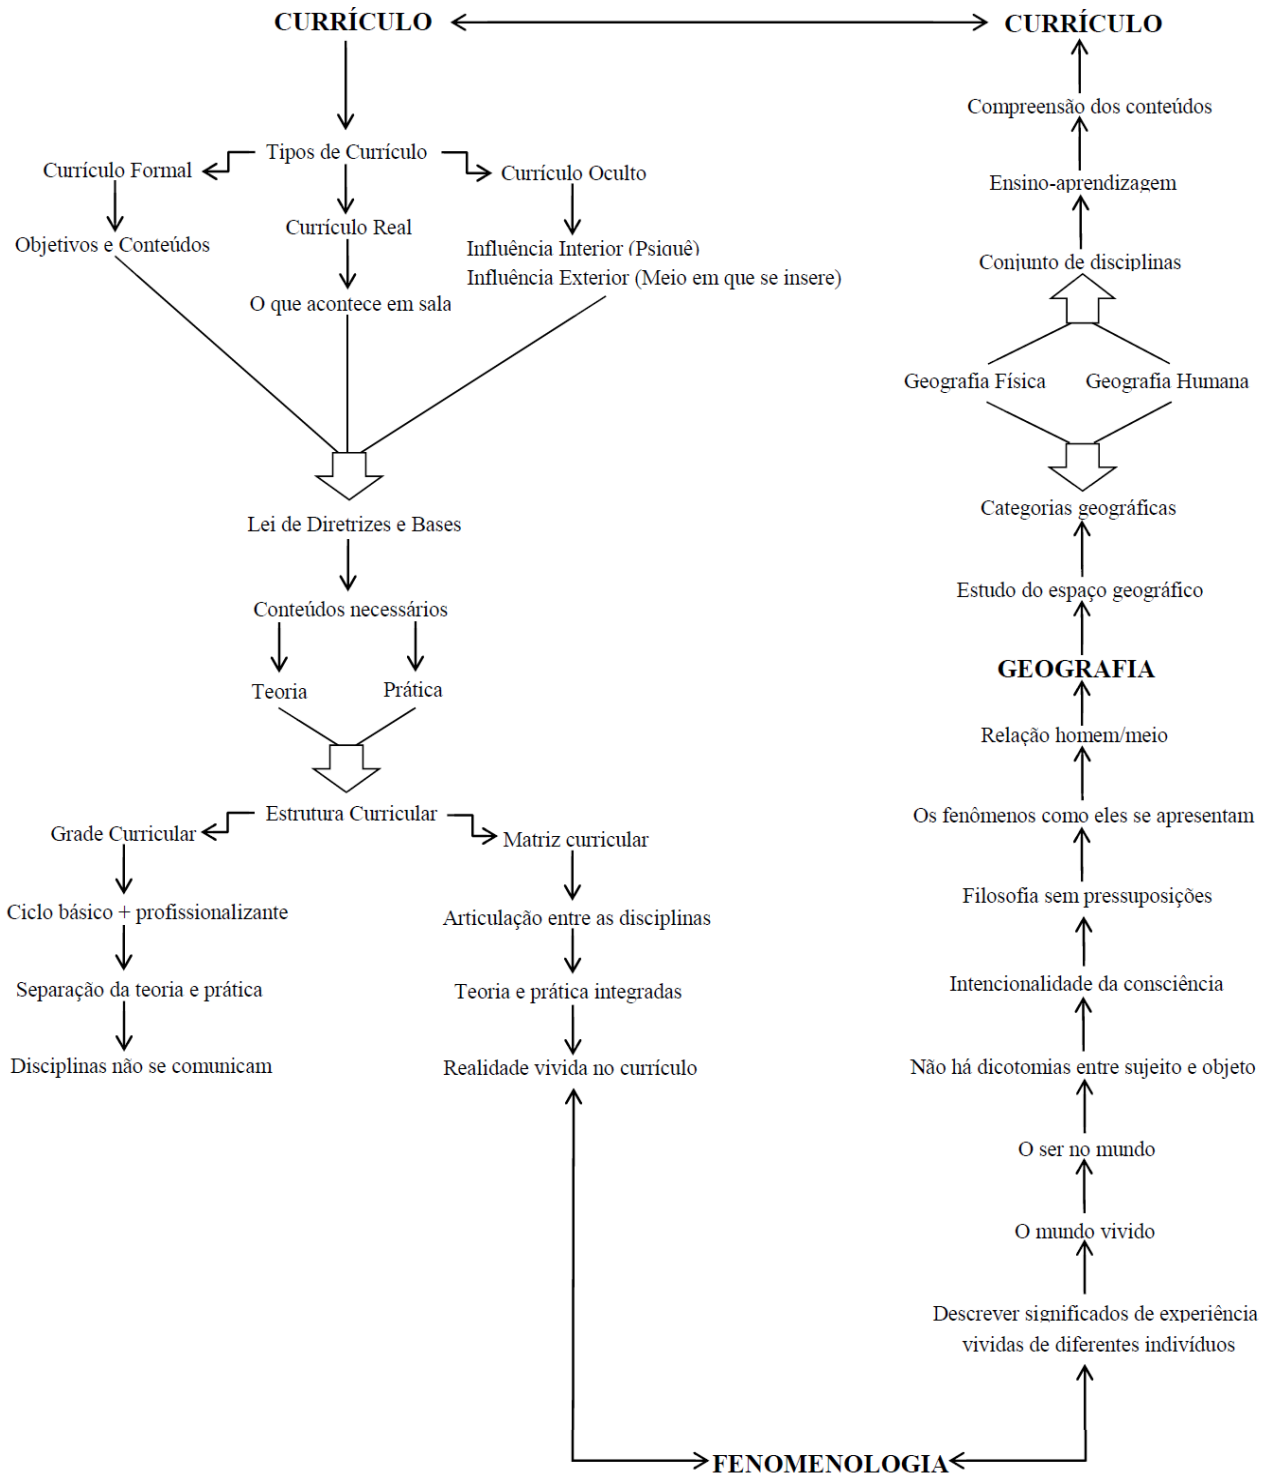 CURRÍCULO
CURRÍCULO
Compreensão dos conteúdos
Tipos de Currículo
Currículo Formal
Currículo Oculto
Ensino-aprizagem
Currículo Real
Objetivos e Conteúdos
Influência Interior (Psiquê)
Influência Exterior (Meio em que se insere)
Conjunto de disciplinas
O que acontece em sala
Geografia Física
Geografia Humana
Categorias geográficas
Lei de Diretrizes e Bases
Estudo do espaço geográfico
Conteúdos necessários
GEOGRAFIA
Teoria
Prática
Relação homem/meio
Estrutura Curricular
Os fenômenos como eles se apresentam
Grade Curricular
Matriz curricular
Filosofia sem pressuposições
Ciclo básico + profissionalizante
Articulação entre as disciplinas
Intencionalidade da consciência
Separação da teoria e prática
Teoria e prática integradas
Disciplinas não se comunicam
Realidade vivida no currículo
Não há dicotomias entre sujeito e objeto
O ser no mundo
O mundo vivido
Descrever significados de experiência
vividas de diferentes indivíduos
FENOMENOLOGIA